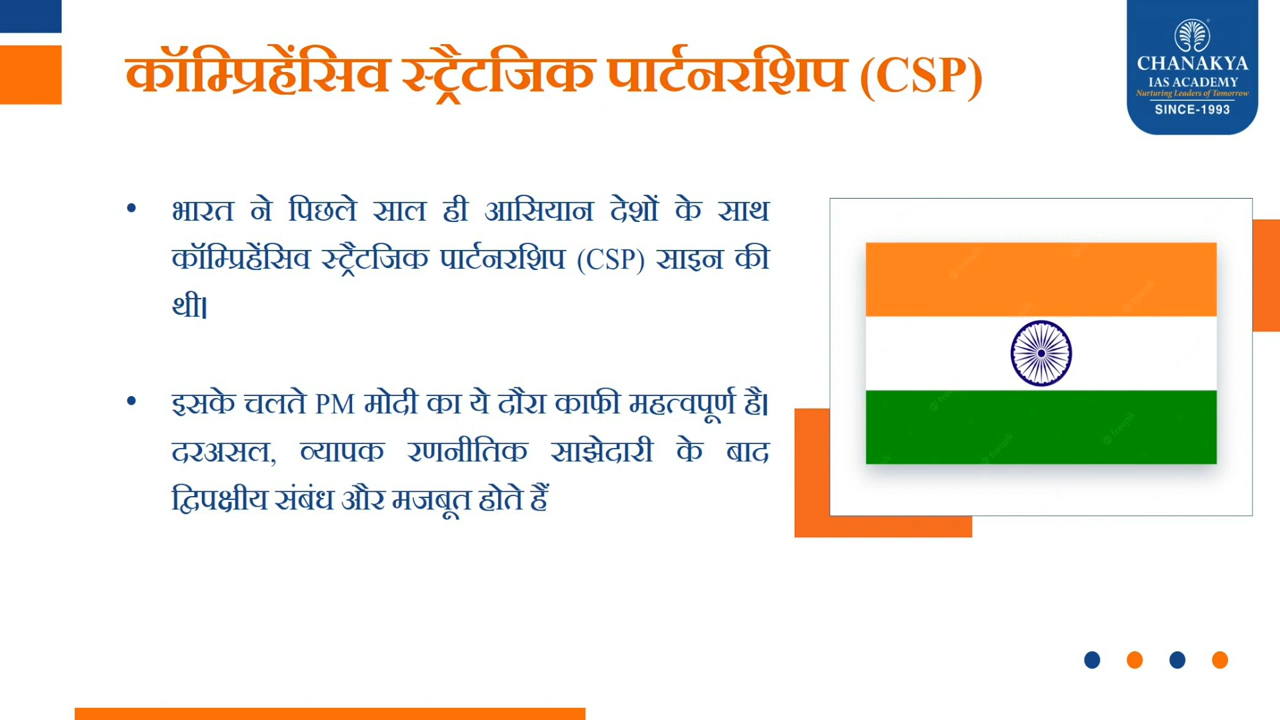 कॉम्प्रिहेंसिव स्ट्रैटजिक पार्टनरशिप (CSP)
CHANAKYA
IAS ACADEMY
Nurturing Leaders of Tomorrow
SINCE-1993
• भारत ने पिछले साल ही आसियान देशों के साथ
कॉम्प्रिहेंसिव स्ट्रैटजिक पार्टनरशिप (CSP) साइन की
थी।
• इसके चलते PM मोदी का ये दौरा काफी महत्वपूर्ण है।
दरअसल, व्यापक रणनीतिक साझेदारी के बाद
द्विपक्षीय संबंध और मजबूत होते हैं